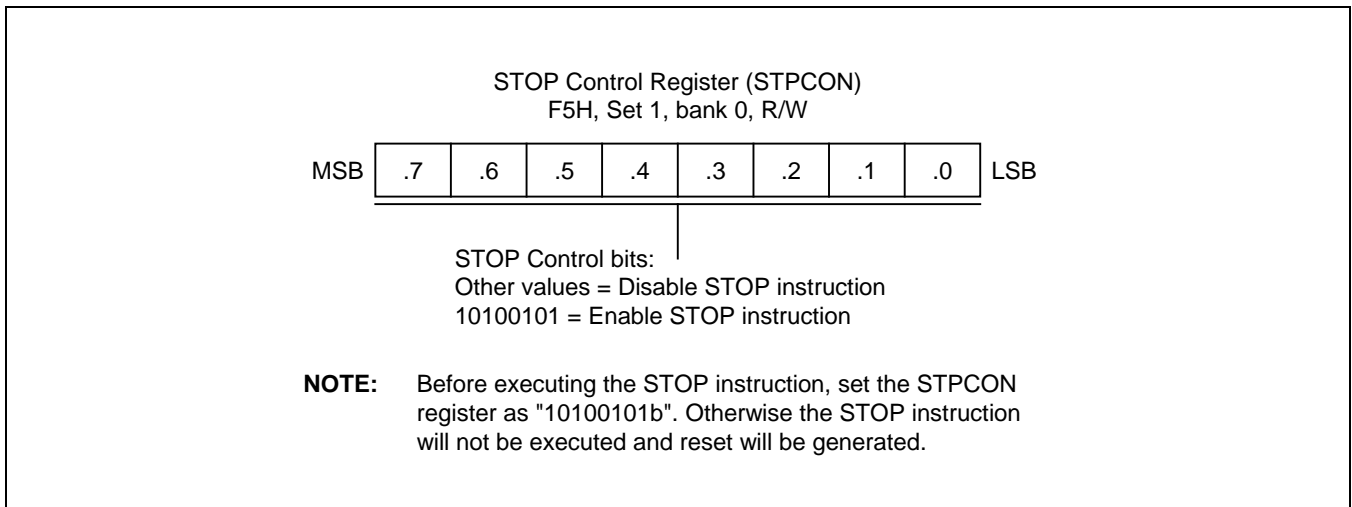 STOP Control Register (STPCON)
F5H, Set 1, bank 0, R/W
MSB .7 .6 .5 .4 .3 .2 .1 .0 LSB
STOP Control bits:
Other values = Disable STOP instruction
10100101 = Enable STOP instruction
NOTE: Before executing the STOP instruction, set the STPCON
register as "10100101b". Otherwise the STOP instruction
will not be executed and reset will be generated.